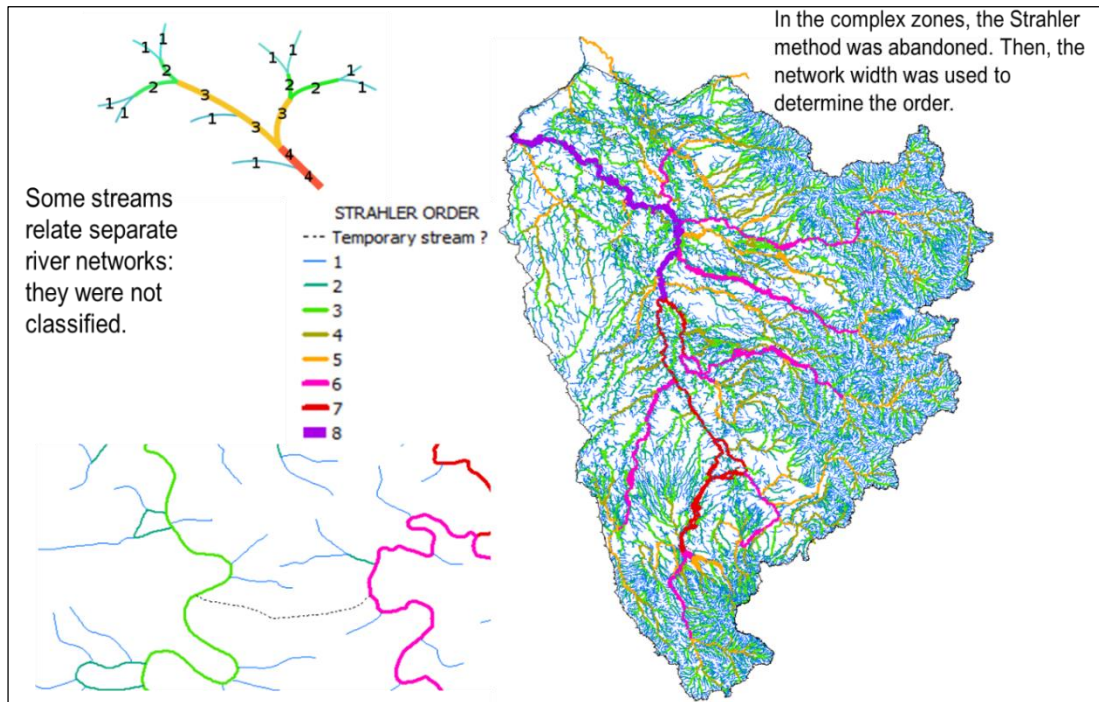 In the complex zones, the Strahler
method was abandoned. Then, the
network width was used to
determine the order.
1
1
1
1
1
2
2
1
1
1
3
2
2
1
1
3
1
3
4
1
4
Some streams
relate separate
river networks:
they were not
classified.
STRAHLER ORDER
Temporary stream ?
1
2
3
4
5
6
7
8